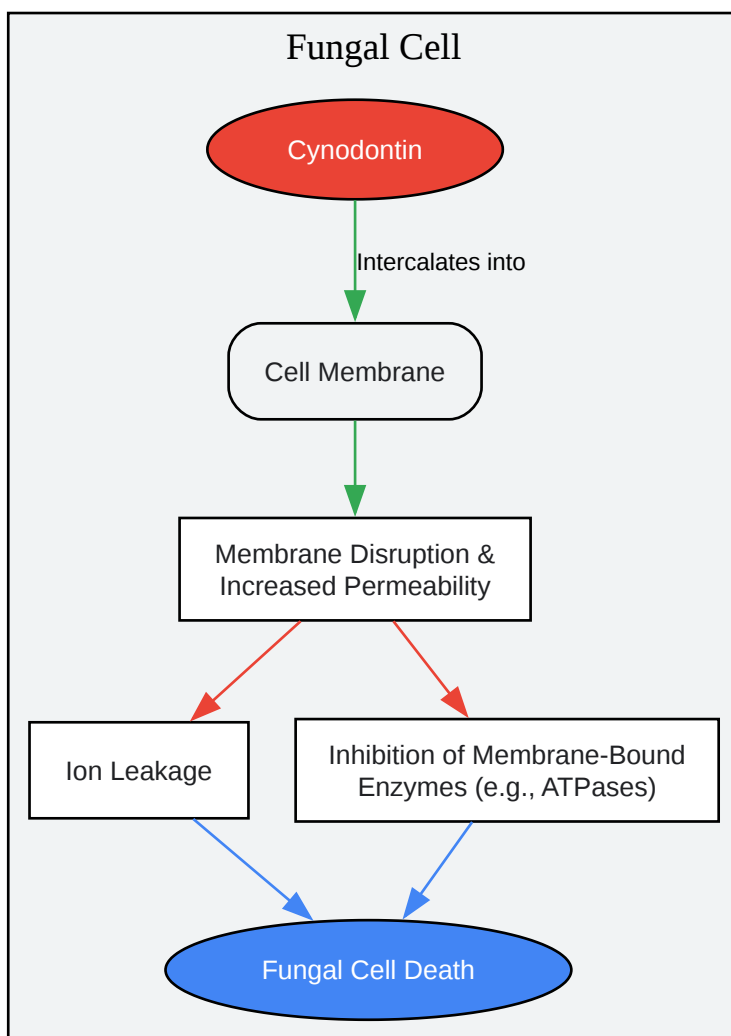 Fungal Cell
Cynodontin
Intercalates into
Cell Membrane
Membrane Disruption &
Increased Permeability
Ion Leakage
Inhibition of Membrane-Bound
Enzymes (e.g., ATPases)
Fungal Cell Death